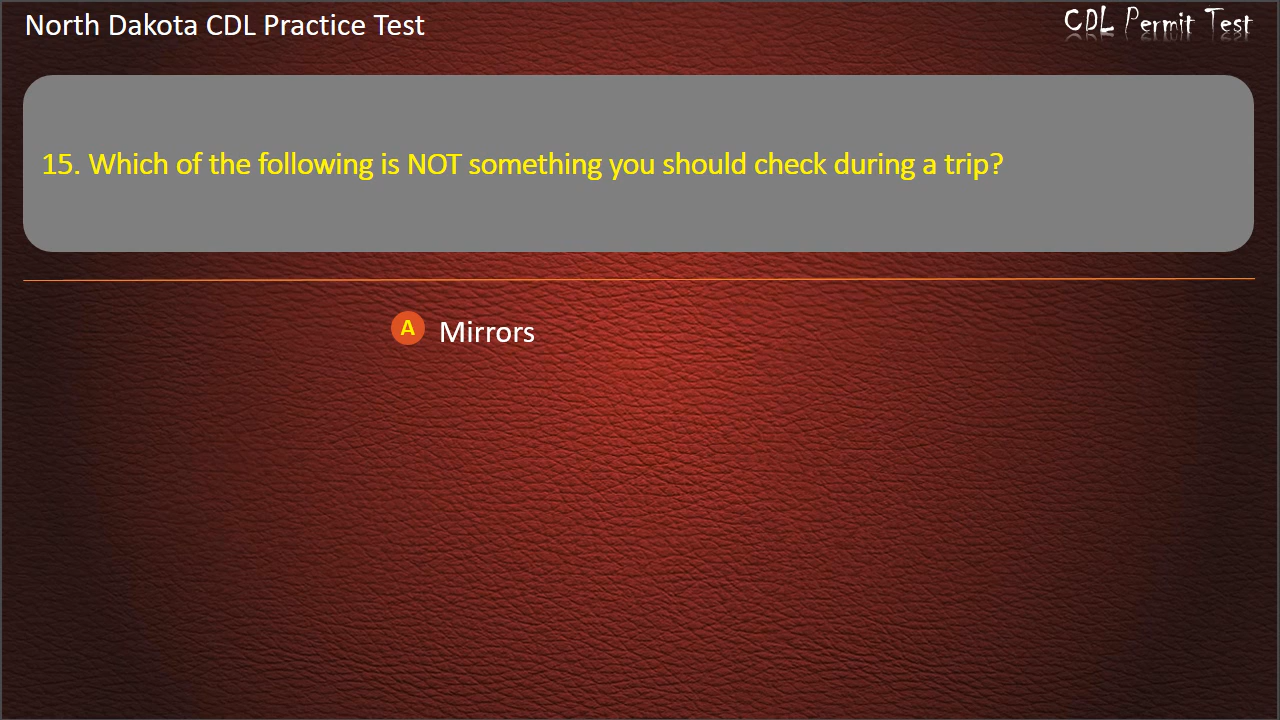 North Dakota CDL Practice Test
CDL Permit Test
15. Which of the following is NOT something you should check during a trip?
A Mirrors